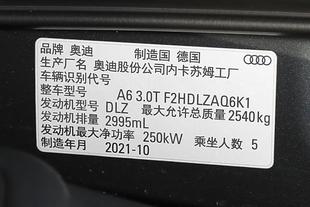 品牌 奥迪 制造国 德国
生产厂名 奥迪股份公司内卡苏姆工厂
车辆识别代号
整车型号 A6 3.0T F2HDLZAQ6K1
发动机型号 DLZ 最大允许总质量 2540kg
发动机排量 2995mL
发动机最大净功率 250kW 乘坐人数 5
制造年月 2021-10